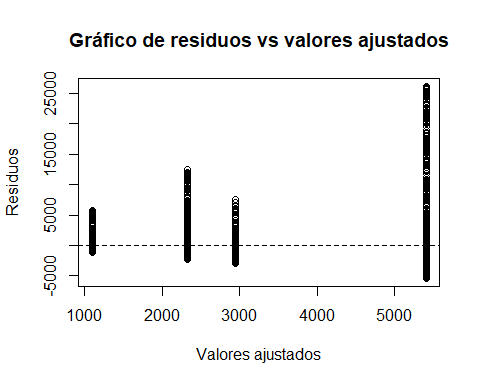 Gráfico de residuos vs valores ajustados
Residuos
25000
15000
5000
-5000
1000 2000 3000 4000 5000
Valores ajustados